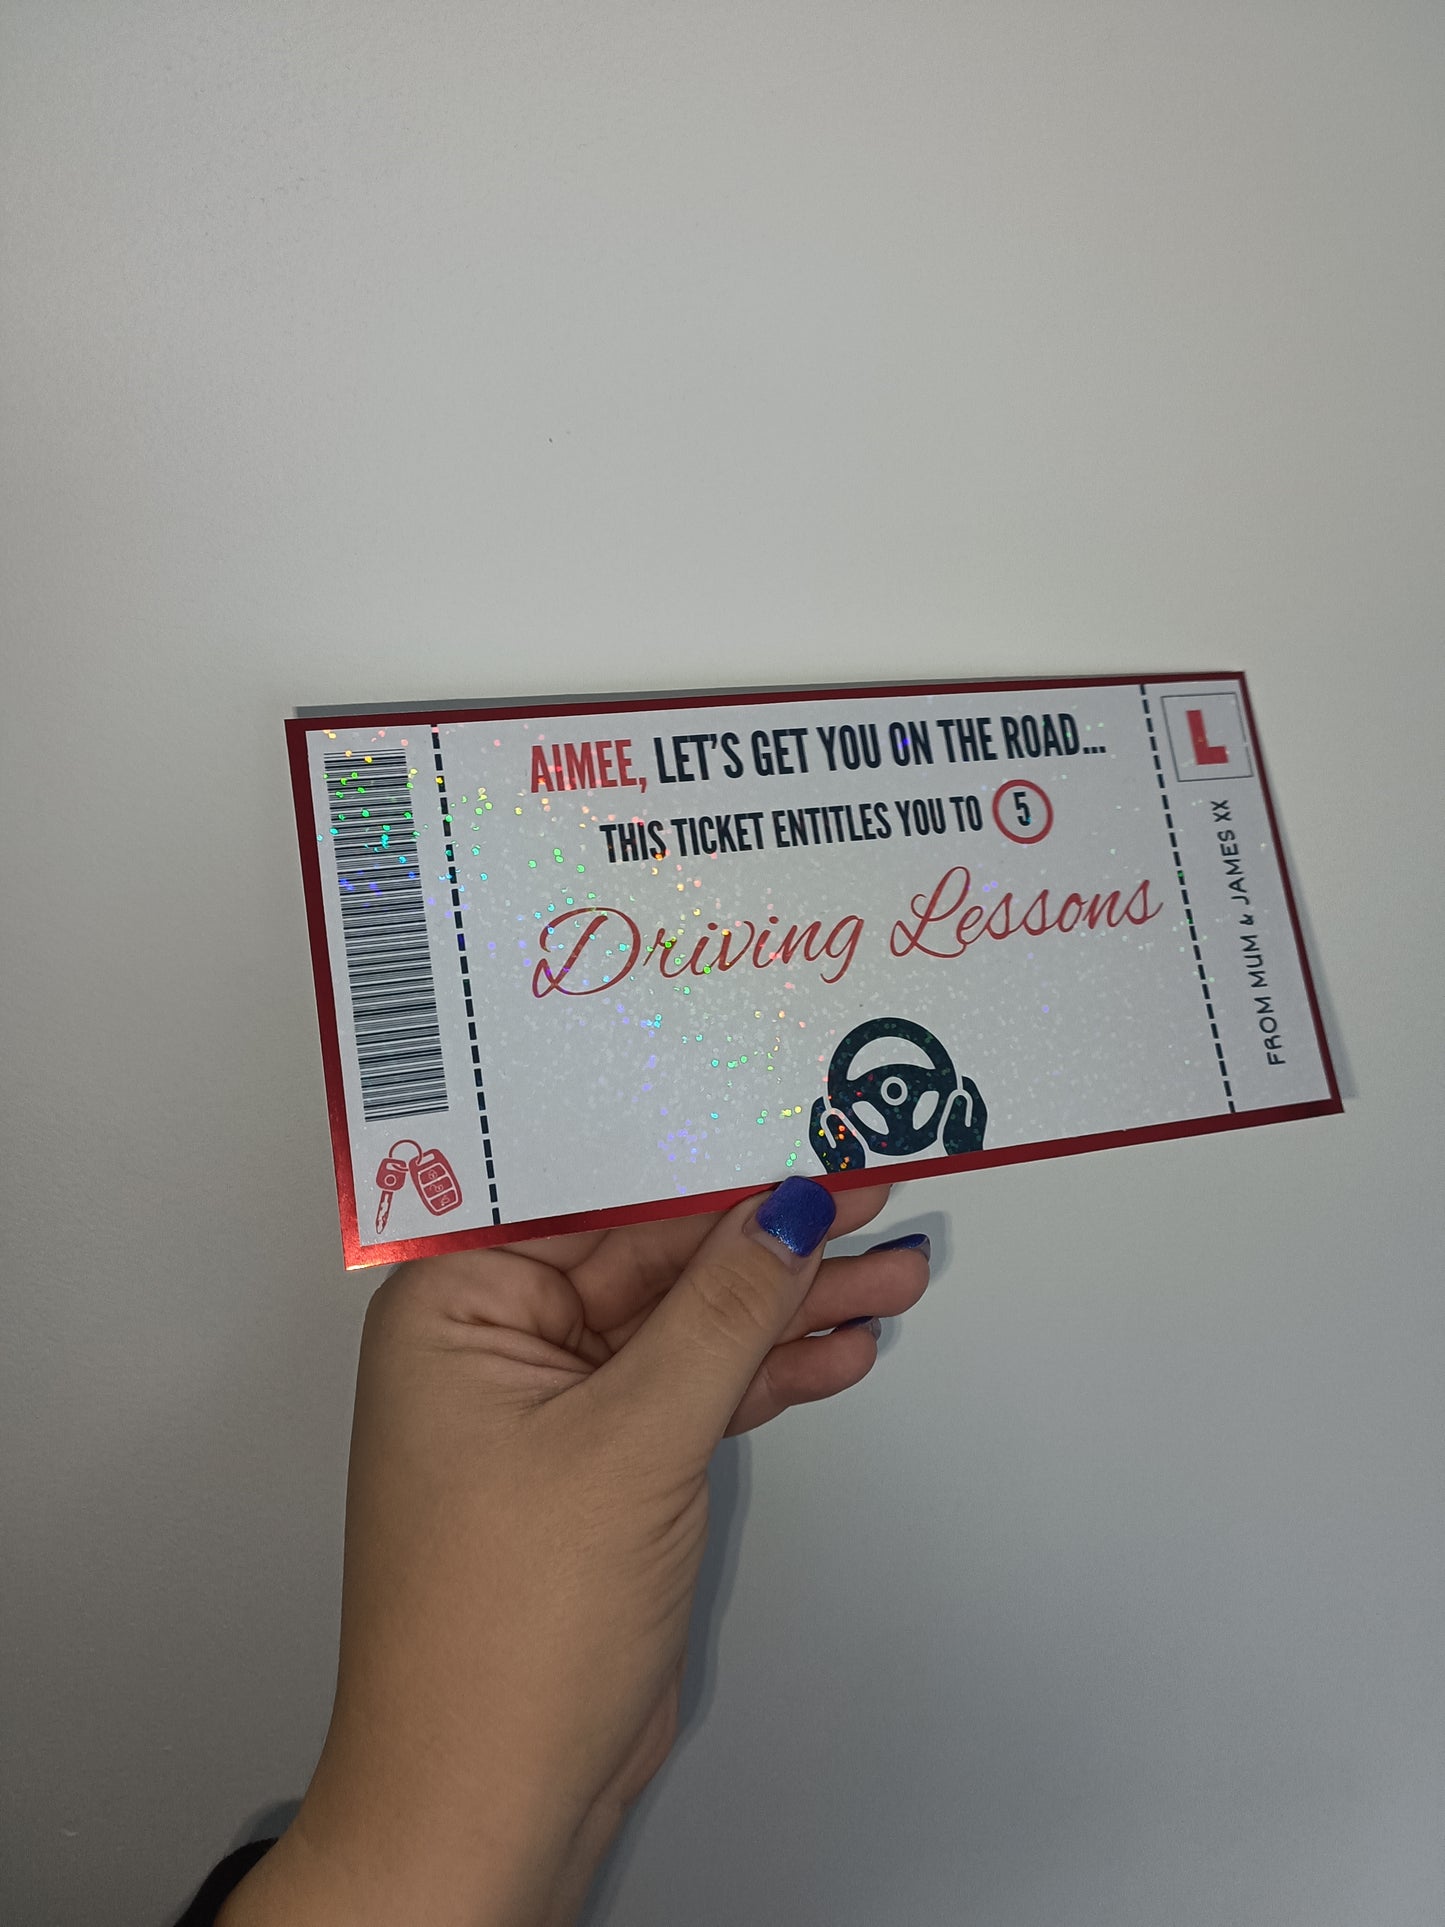 AIMEE, LET'S GET YOU ON THE ROAD...
THIS TICKET ENTITLES YOU TO 5
Driving Lessons
L
FROM MUM & JAMES XX